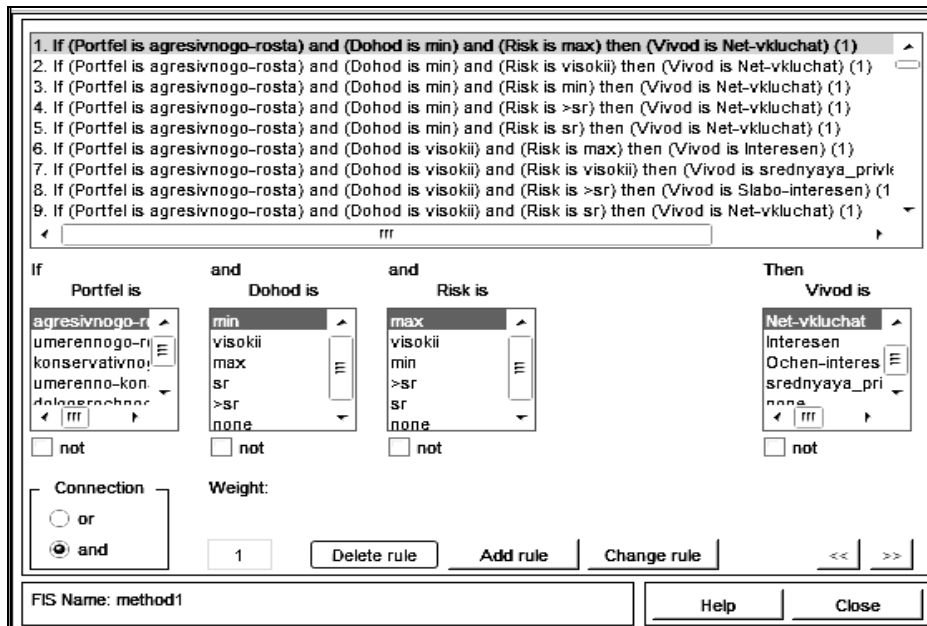 1. If (Portfel is agresivnogo-rosta) and (Dohod is min) and (Risk is max) then (Vivod is Net-vkluchat) (1)
2. If (Portfel is agresivnogo-rosta) and (Dohod is min) and (Risk is visokii) then (Vivod is Net-vkluchat) (1)
3. If (Portfel is agresivnogo-rosta) and (Dohod is min) and (Risk is min) then (Vivod is Net-vkluchat) (1)
4. If (Portfel is agresivnogo-rosta) and (Dohod is min) and (Risk is >sr) then (Vivod is Net-vkluchat) (1)
5. If (Portfel is agresivnogo-rosta) and (Dohod is min) and (Risk is sr) then (Vivod is Net-vkluchat) (1)
6. If (Portfel is agresivnogo-rosta) and (Dohod is visokii) and (Risk is max) then (Vivod is Interesen) (1)
7. If (Portfel is agresivnogo-rosta) and (Dohod is visokii) and (Risk is visokii) then (Vivod is srednyaya_privle
8. If (Portfel is agresivnogo-rosta) and (Dohod is visokii) and (Risk is >sr) then (Vivod is Slabo-interesen) (1
9. If (Portfel is agresivnogo-rosta) and (Dohod is visokii) and (Risk is sr) then (Vivod is Net-vkluchat) (1)
If and and Then
Portfel is Dohod is Risk is Vivod is
agresivnogo-r min max Net-vkluchat
umerennogo-r visokii visokii Interesen
konservativno max min Ochen-interes
umerenno-kon sr >sr srednyaya_pri
dolgosrochnog >sr sr none
none none
not not not not
Connection Weight:
or
and 1 Delete rule Add rule Change rule << >>
FIS Name: method1 Help Close